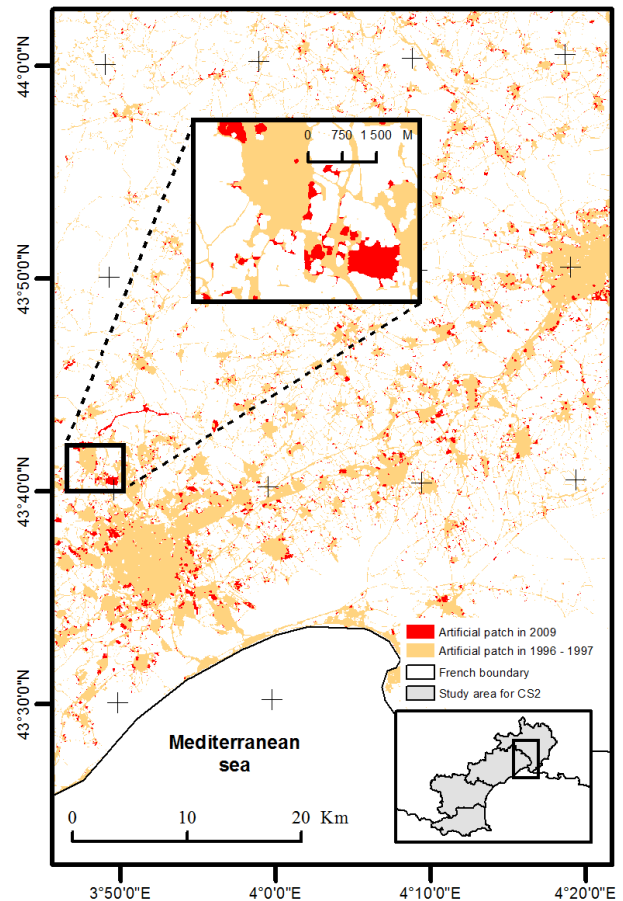 44°0'0"N
0 750 1 500 M
43°50'0"N
43°40'0"N
Artificial patch in 2009
Artificial patch in 1996 - 1997
French boundary
Study area for CS2
43°30'0"N
Mediterranean
sea
0 10 20 Km
3°50'0"E 4°0'0"E 4°10'0"E 4°20'0"E